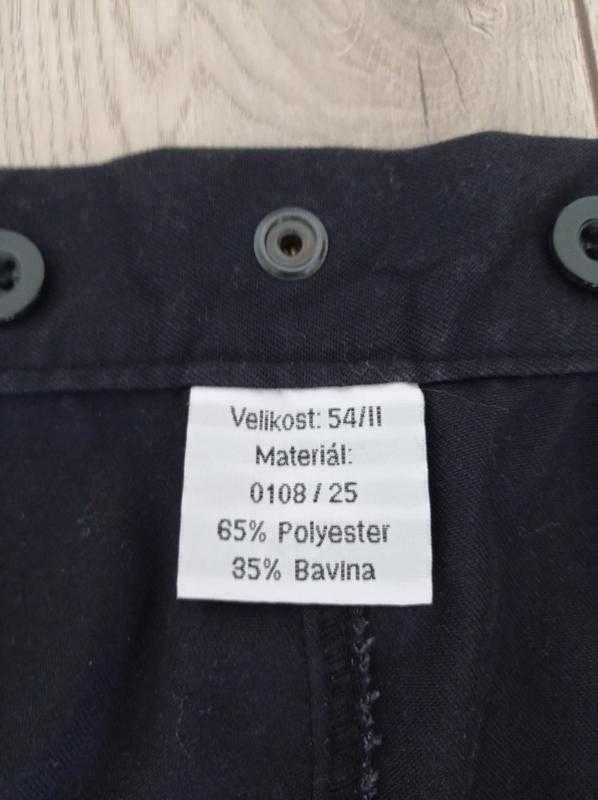 Velikost: 54/II
Materiál:
0108 / 25
65% Polyester
35% Bavlna